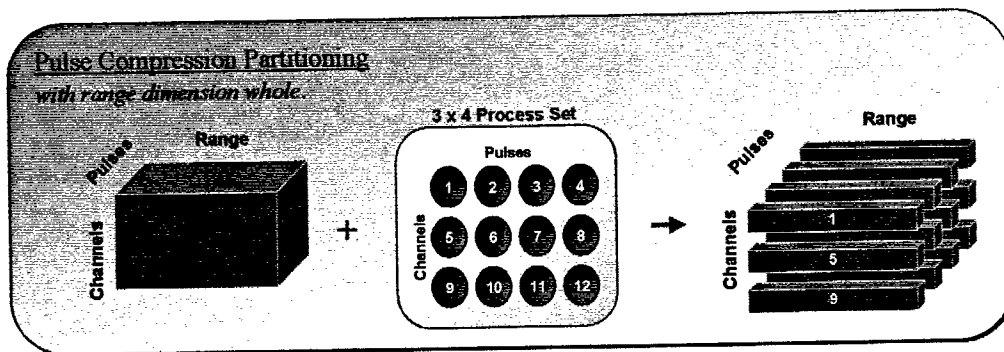 Pulse Compression Partitioning
with range dimension whole.
Range
Pulses
Channels
+
3 x 4 Process Set
Pulses
Channels
1 2 3 4
5 6 7 8
9 10 11 12
Range
Pulses
Channels
1
5
9